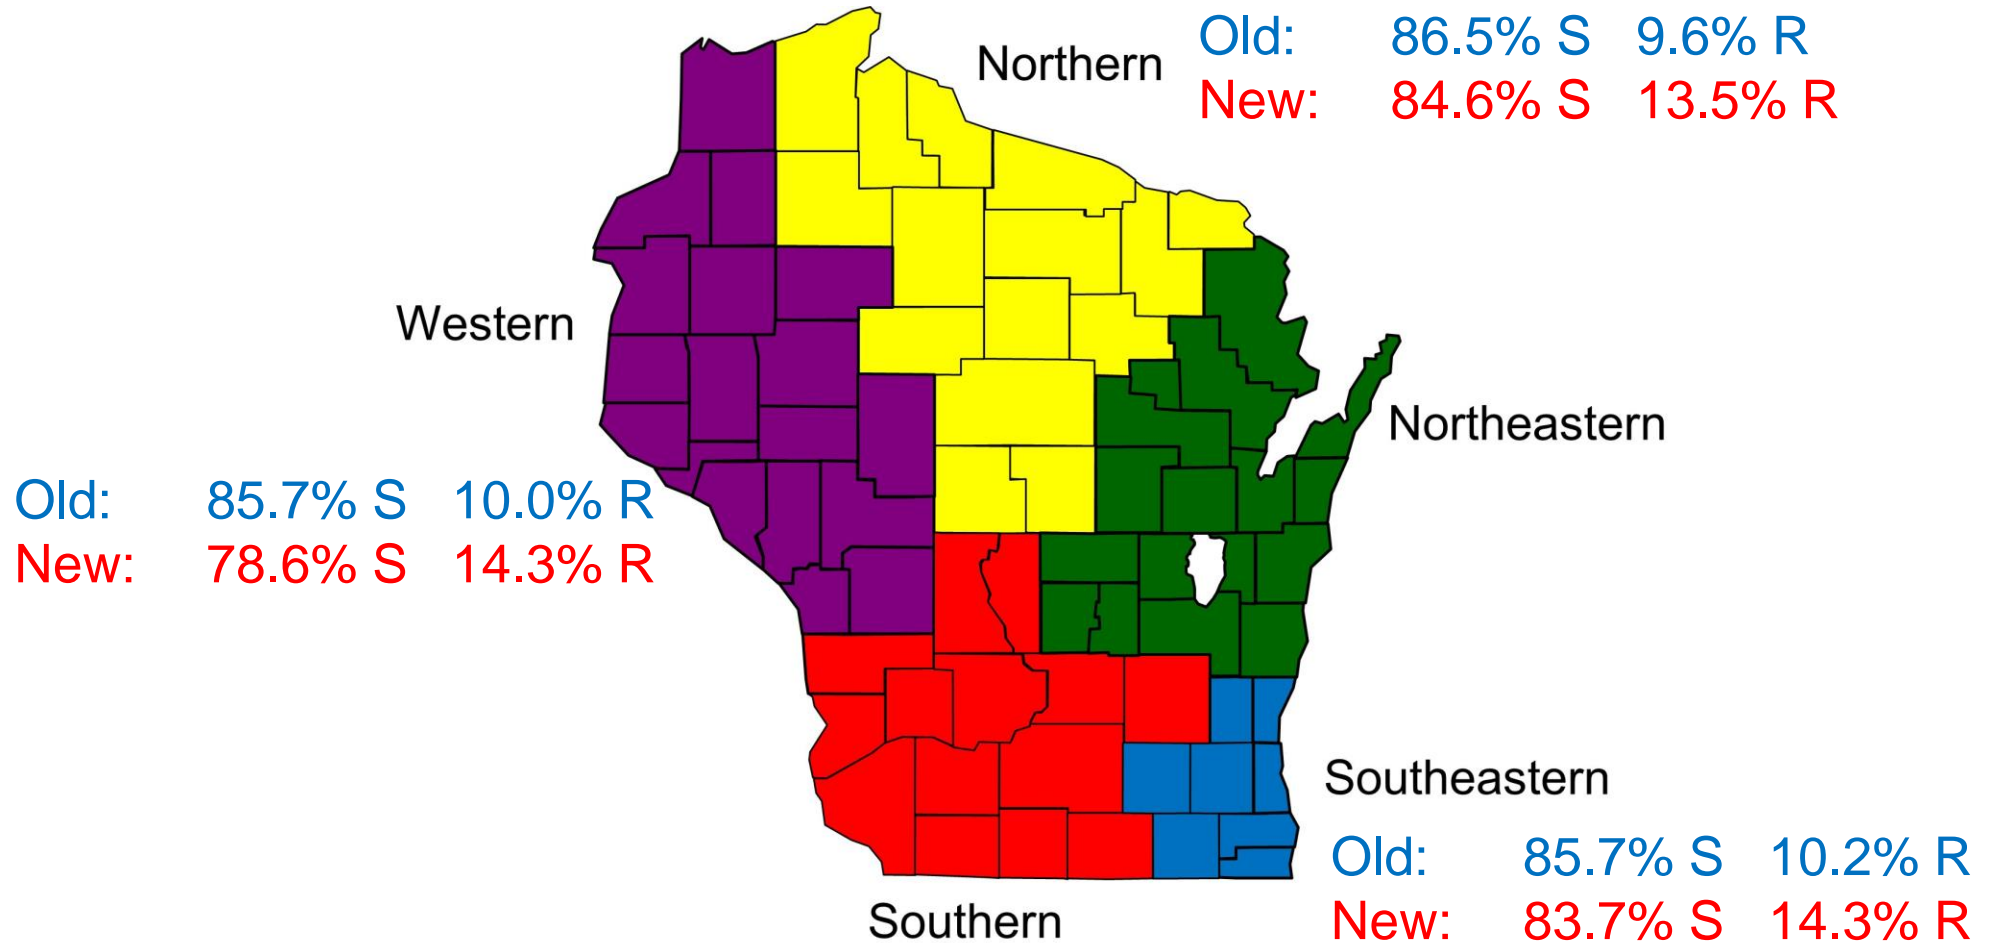 Northern
Old: 86.5% S 9.6% R
New: 84.6% S 13.5% R
Western
Old: 85.7% S 10.0% R
New: 78.6% S 14.3% R
Northeastern
Southeastern
Old: 85.7% S 10.2% R
New: 83.7% S 14.3% R
Southern